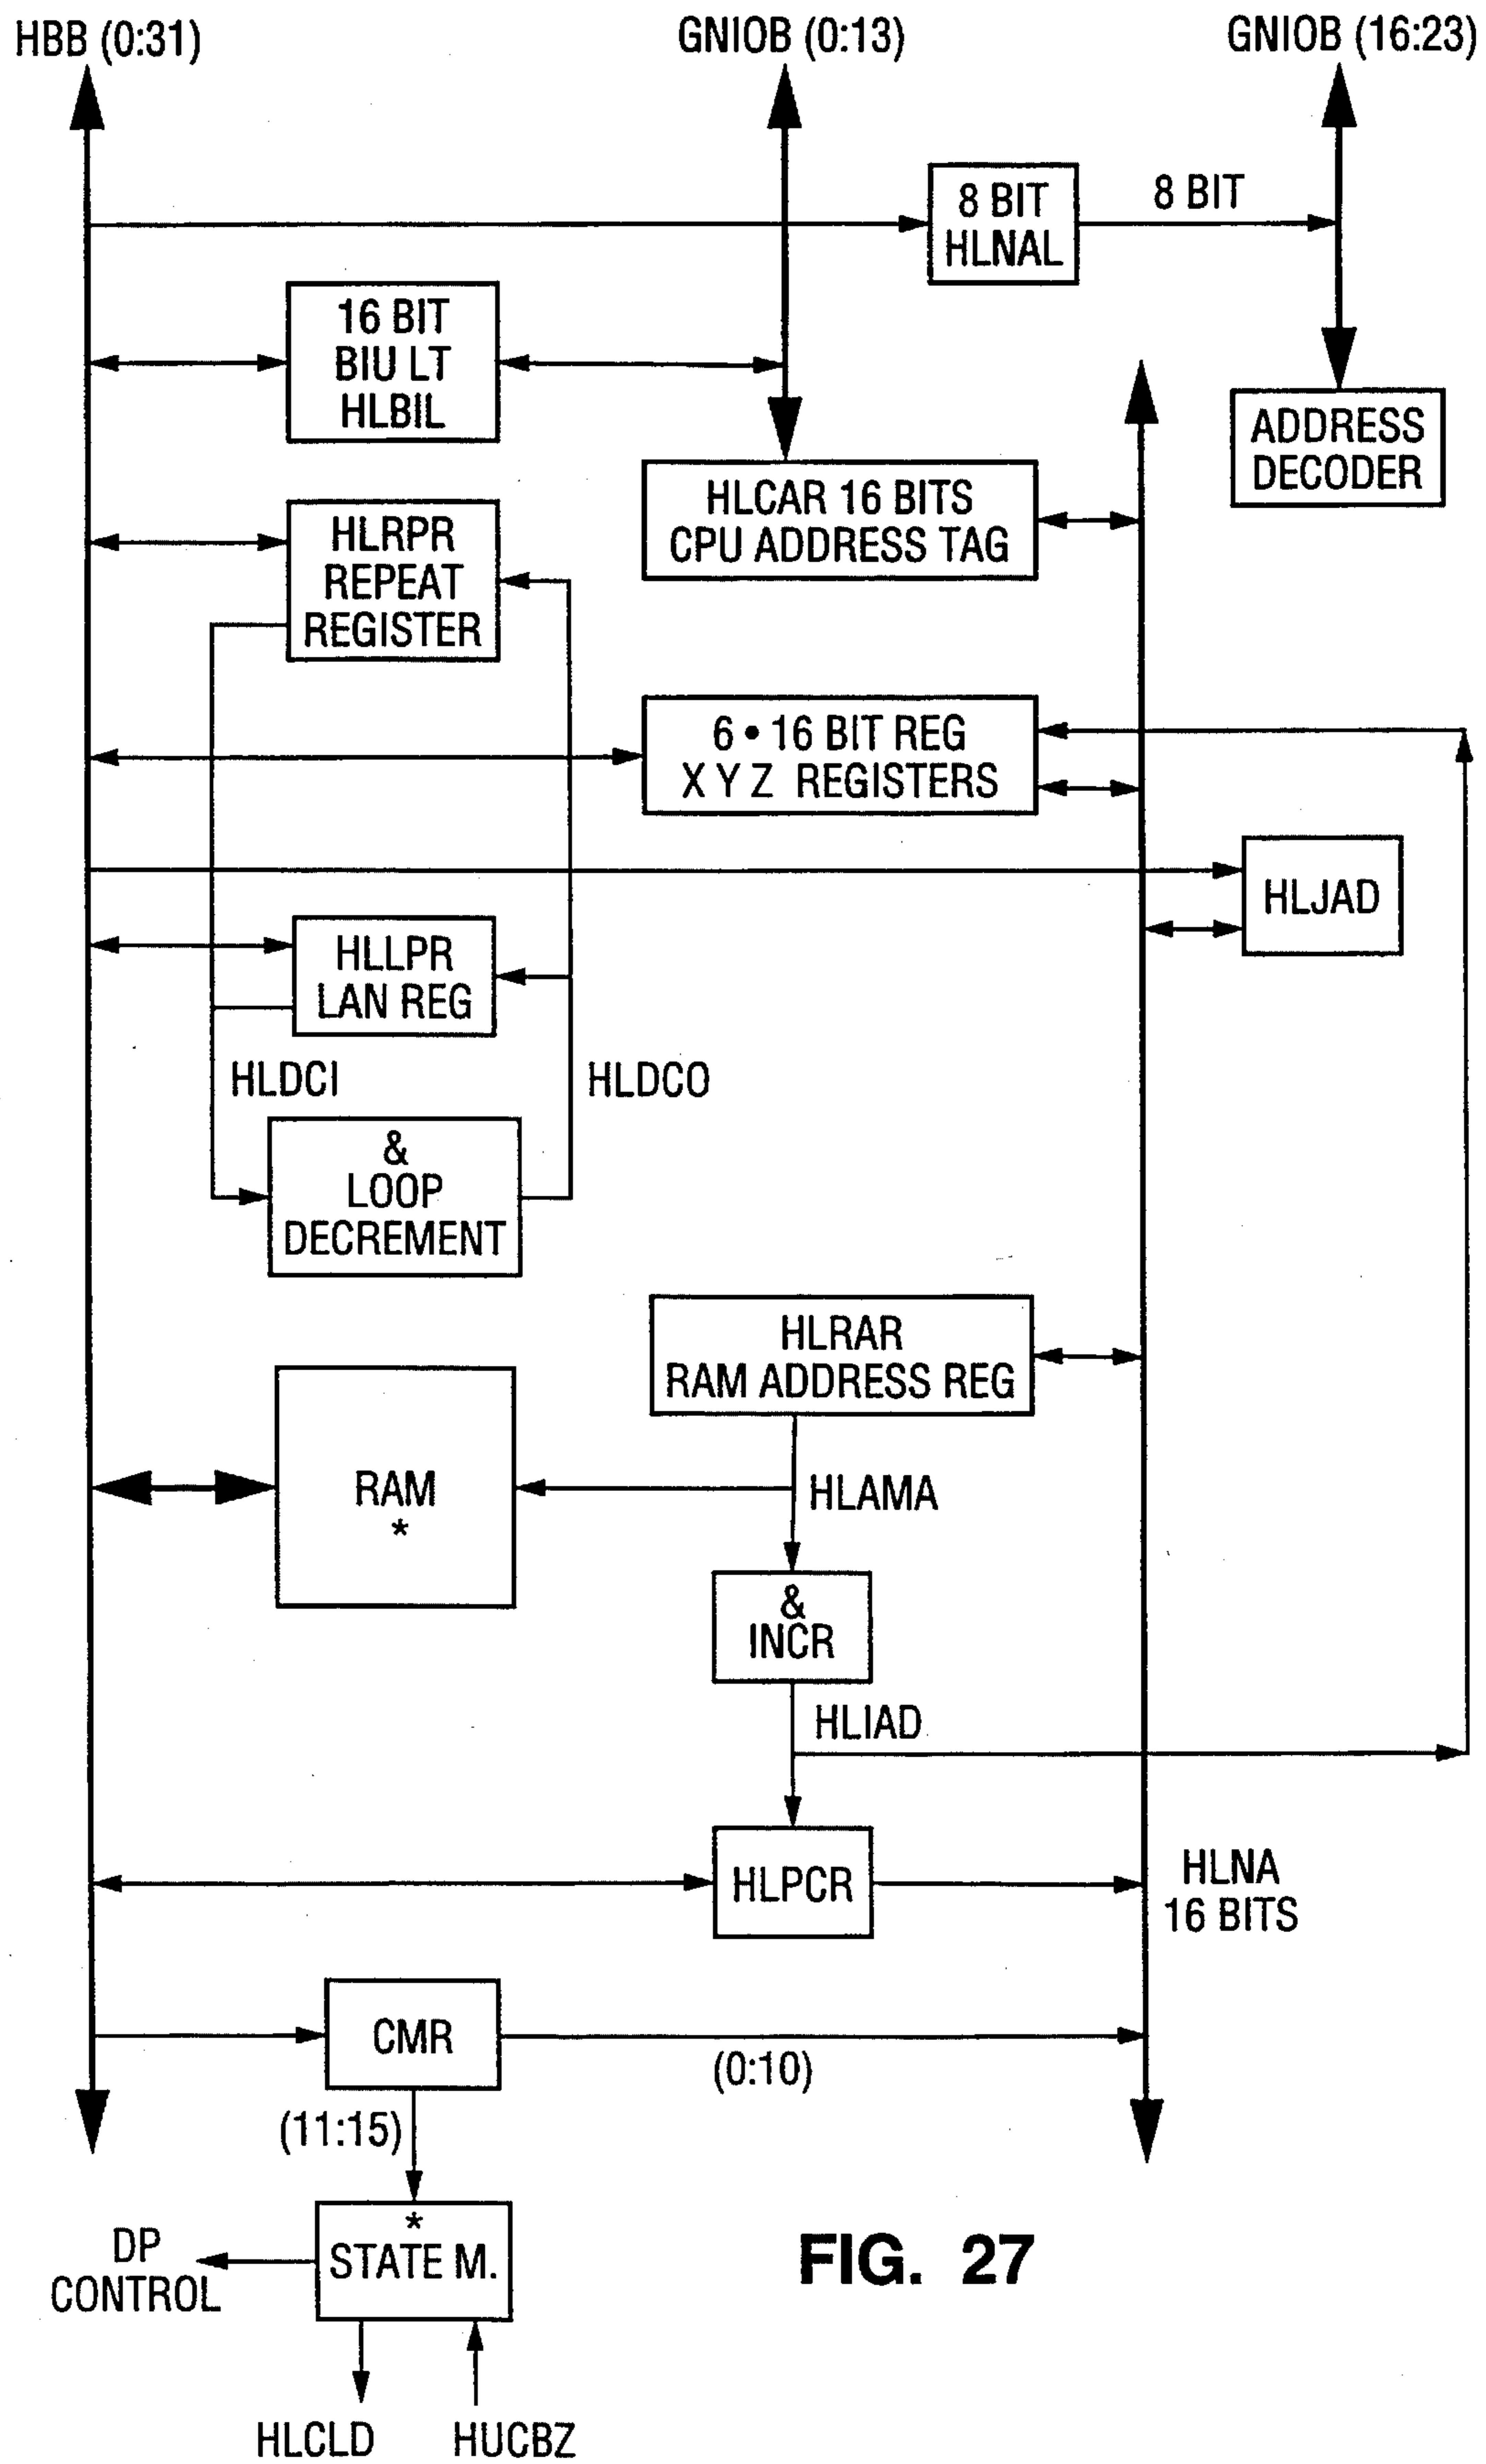 HBB (0:31)
GNIOB (0:13)
GNIOB (16:23)
8 BIT
HLNAL
8 BIT
16 BIT
BIU LT
HLBIL
ADDRESS
DECODER
HLCAR 16 BITS
CPU ADDRESS TAG
HLRPR
REPEAT
REGISTER
6 • 16 BIT REG
X Y Z REGISTERS
HLJAD
HLLPR
LAN REG
HLDCI
HLDCO
&
LOOP
DECREMENT
HLRAR
RAM ADDRESS REG
RAM
*
HLAMA
&
INCR
HLIAD
HLPCR
HLNA
16 BITS
CMR
(0:10)
(11:15)
*
STATE M.
DP
CONTROL
HLCLD
HUCBZ
FIG. 27